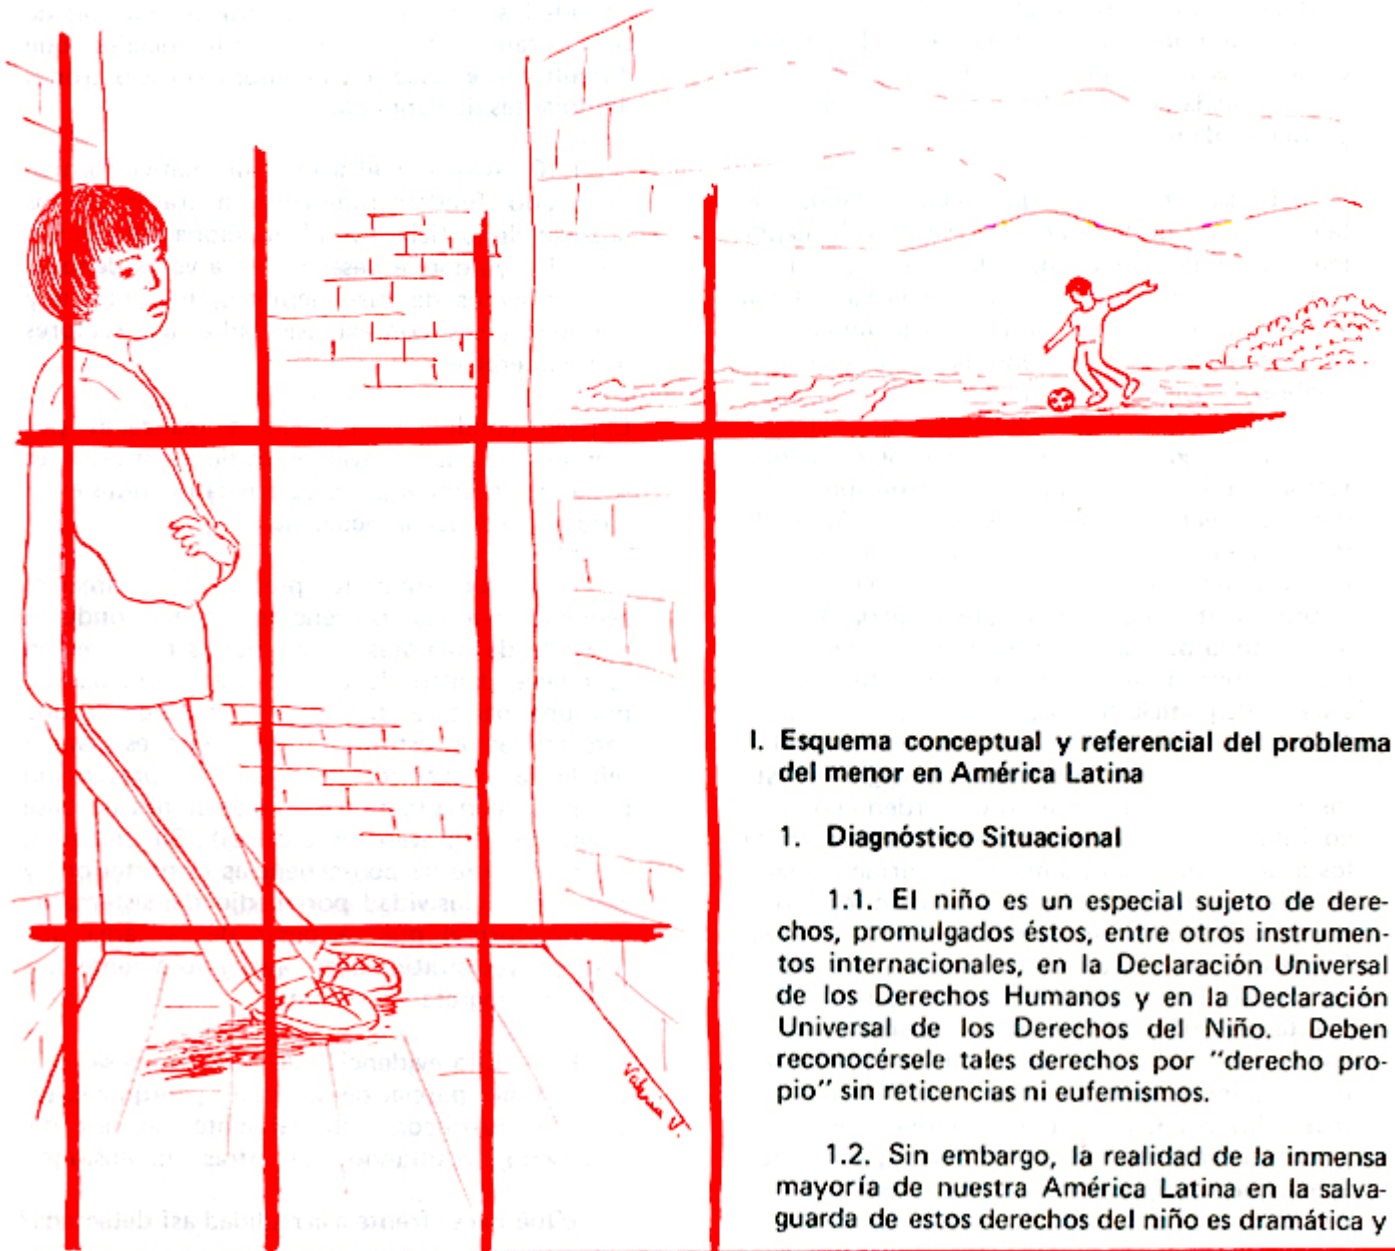 I. Esquema conceptual y referencial del problema
del menor en América Latina
1. Diagnóstico Situacional
1.1. El niño es un especial sujeto de dere-
chos, promulgados éstos, entre otros instrumen-
tos internacionales, en la Declaración Universal
de los Derechos Humanos y en la Declaración
Universal de los Derechos del Niño. Deben
reconocérsele tales derechos por "derecho pro-
pio" sin reticencias ni eufemismos.
1.2. Sin embargo, la realidad de la inmensa
mayoría de nuestra América Latina en la salva-
guarda de estos derechos del niño es dramática y